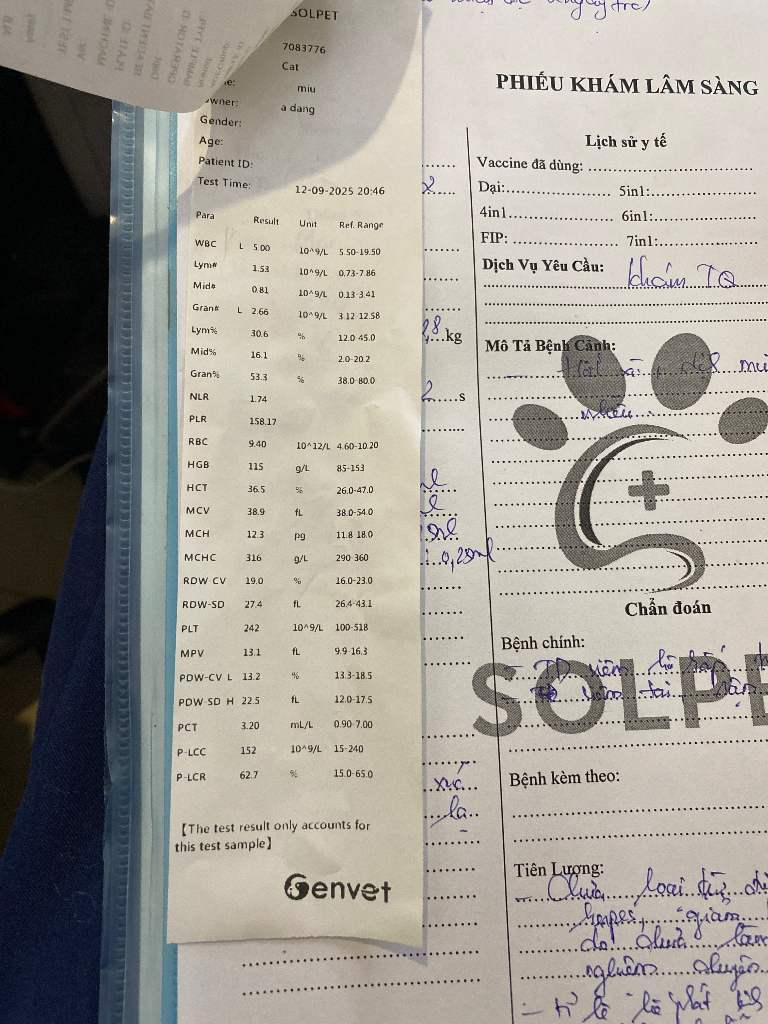 SOLPET
7083776
Cat
miu
Owner: a dang
Gender:
Age:
Patient ID:
Test Time: 12-09-2025 20:46
Para Result Unit Ref. Range
WBC L 5.00 10^9/L 5.50-19.50
Lym# 1.53 10^9/L 0.73-7.86
Mid# 0.81 10^9/L 0.13-3.41
Gran# L 2.66 10^9/L 3.12-12.58
Lym% 30.6 % 12.0-45.0
Mid% 16.1 % 2.0-20.2
Gran% 53.3 % 38.0-80.0
NLR 1.74
PLR 158.17
RBC 9.40 10^12/L 4.60-10.20
HGB 115 g/L 85-153
HCT 36.5 % 26.0-47.0
MCV 38.9 fL 38.0-54.0
MCH 12.3 pg 11.8-18.0
MCHC 316 g/L 290-360
RDW-CV 19.0 % 16.0-23.0
RDW-SD 27.4 fL 26.4-43.1
PLT 242 10^9/L 100-518
MPV 13.1 fL 9.9-16.3
PDW-CV L 13.2 % 13.3-18.5
PDW-SD H 22.5 fL 12.0-17.5
PCT 3.20 mL/L 0.90-7.00
P-LCC 152 10^9/L 15-240
P-LCR 62.7 % 15.0-65.0
【The test result only accounts for
this test sample】
Genvet
kg
s
0,28ml
PHIẾU KHÁM LÂM SÀNG
Lịch sử y tế
Vaccine đã dùng:
Dại: 5in1:
4in1 6in1:
FIP: 7in1:
Dịch Vụ Yêu Cầu: khám TQ
Mô Tả Bệnh Cảnh:
nhiều
Chẩn đoán
Bệnh chính:
- TD viêm hô hấp
viêm tai
SOLPE
Bệnh kèm theo:
Tiên Lượng:
- Chưa loại trừ
herpes, giảm
do chưa làm
nghiệm chuyên